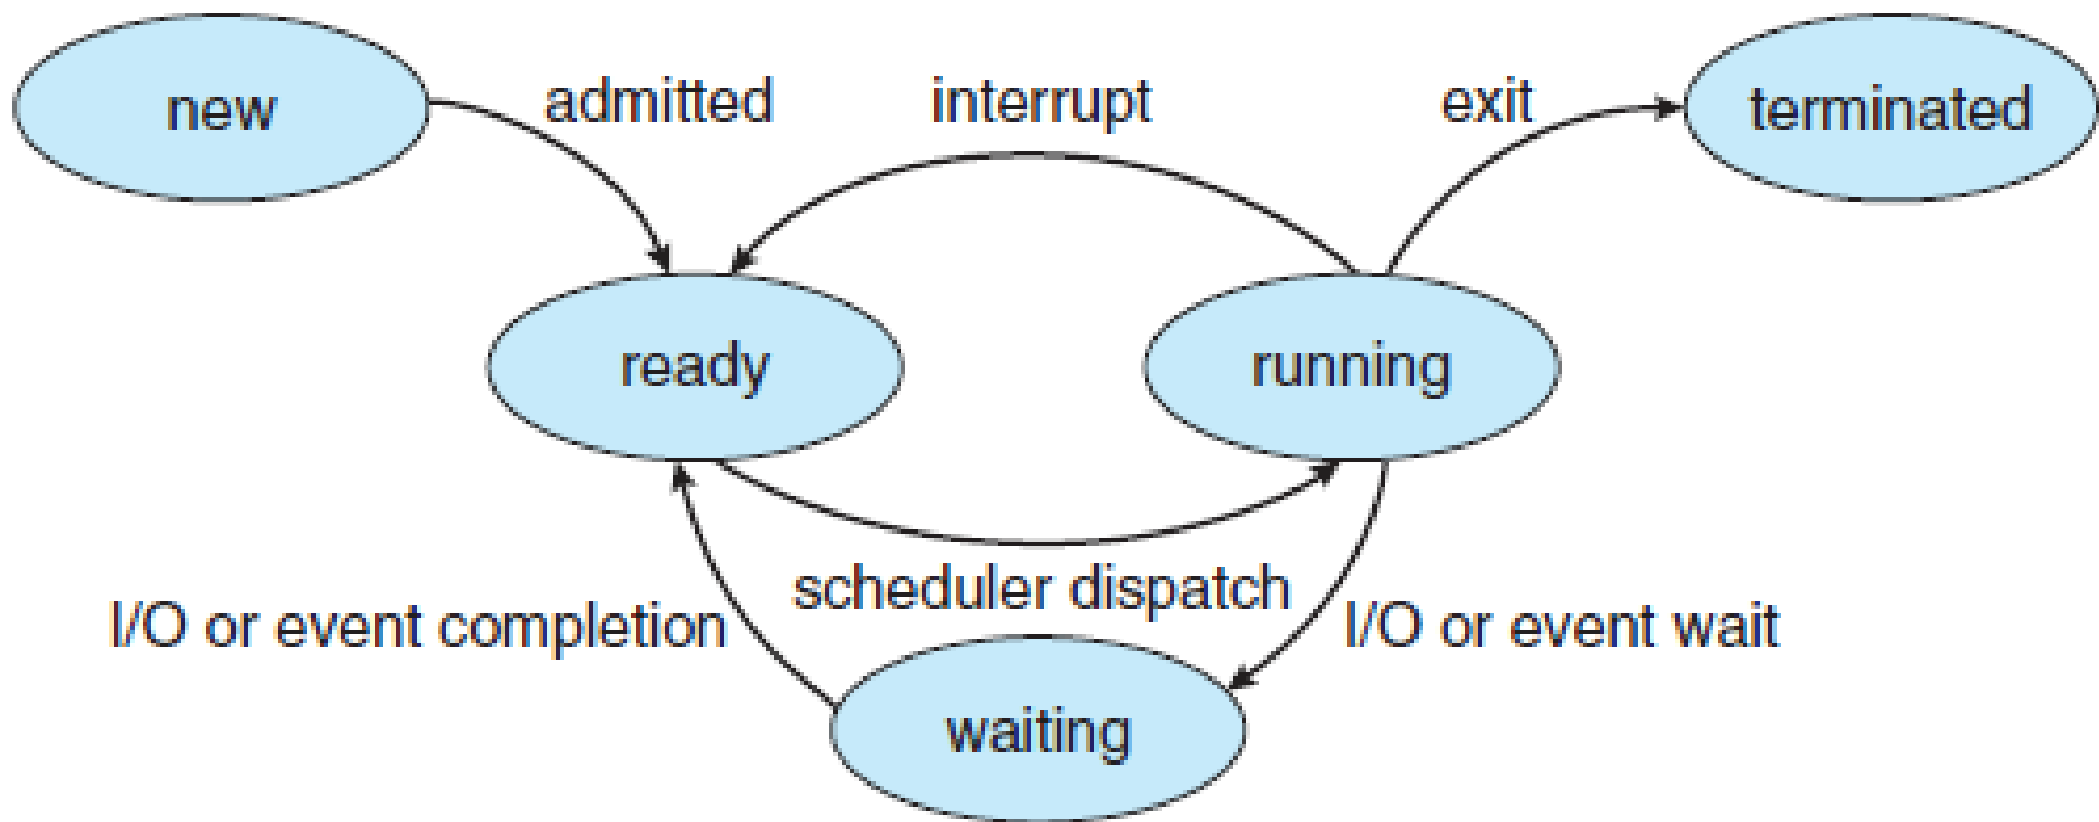 new
admitted
interrupt
exit
terminated
ready
running
scheduler dispatch
I/O or event completion
I/O or event wait
waiting